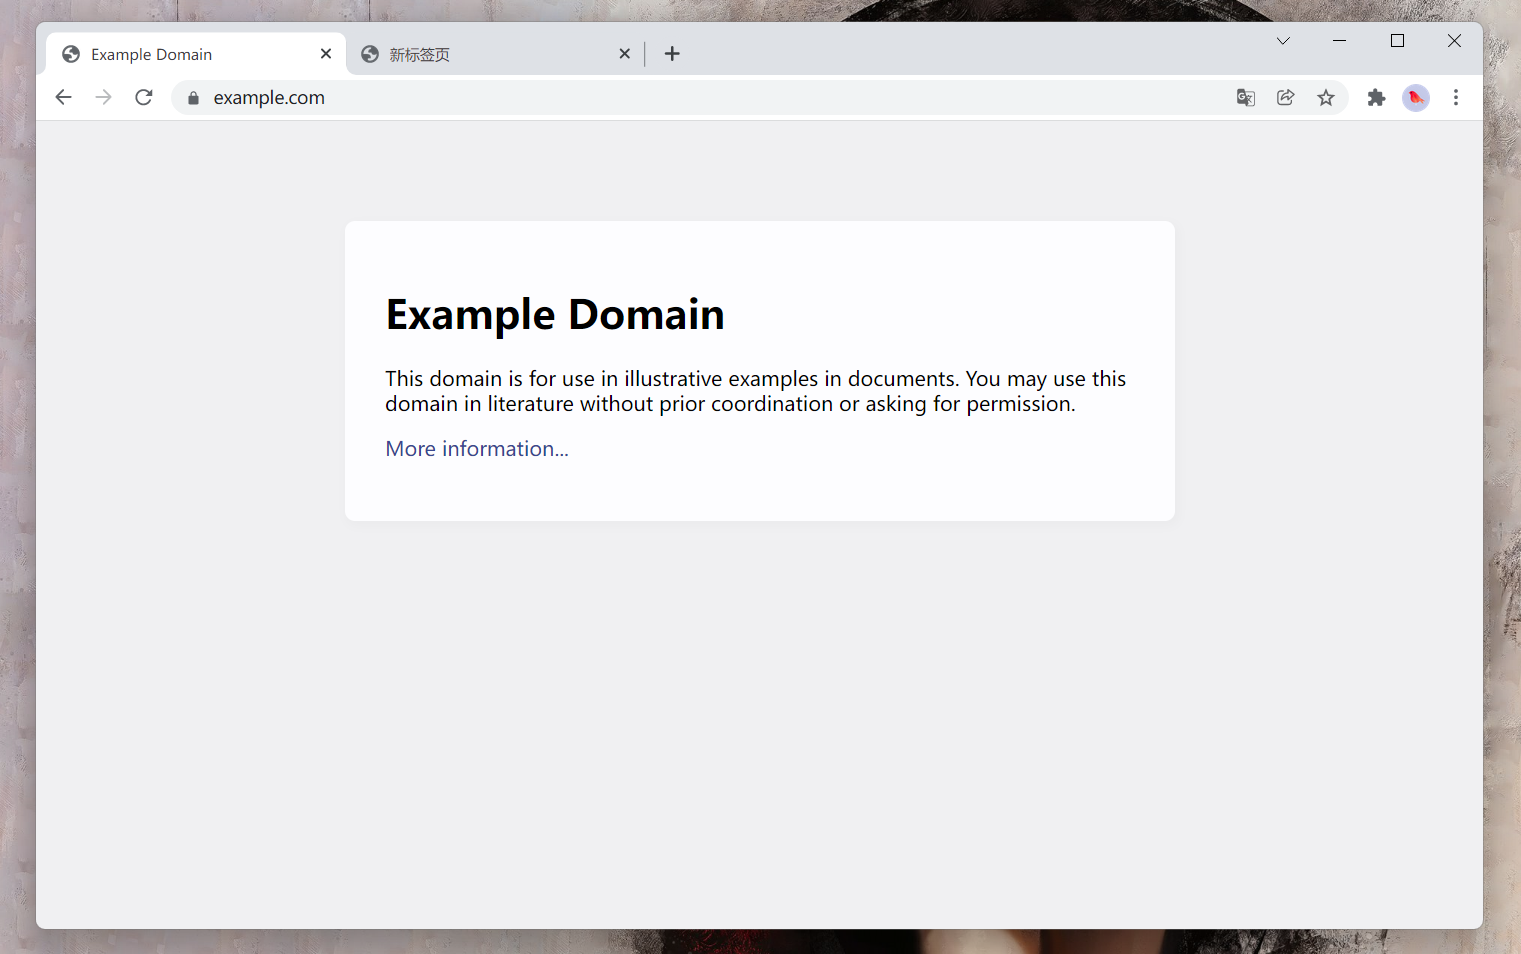 Example Domain
新标签页
example.com
Example Domain
This domain is for use in illustrative examples in documents. You may use this
domain in literature without prior coordination or asking for permission.
More information...